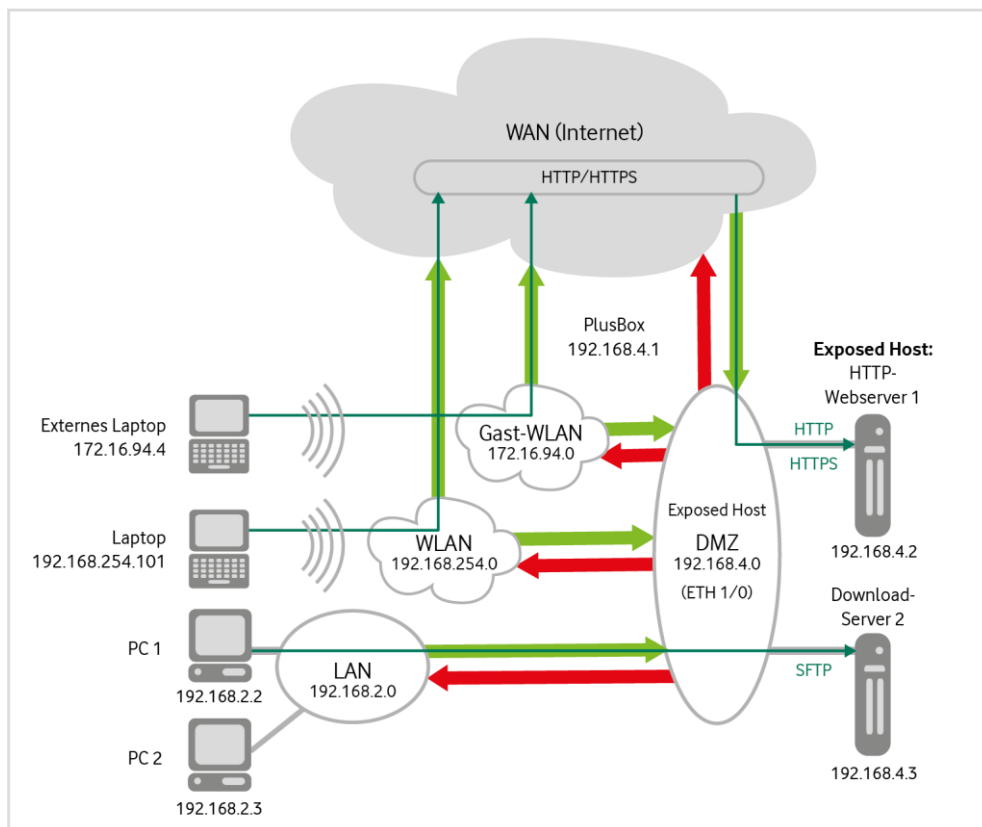 WAN (Internet)
HTTP/HTTPS
PlusBox
192.168.4.1
Exposed Host:
HTTP-
Webserver 1
HTTP
HTTPS
192.168.4.2
Externes Laptop
172.16.94.4
Gast-WLAN
172.16.94.0
Laptop
192.168.254.101
WLAN
192.168.254.0
Exposed Host
DMZ
192.168.4.0
(ETH 1/0)
Download-
Server 2
SFTP
192.168.4.3
PC 1
192.168.2.2
LAN
192.168.2.0
PC 2
192.168.2.3